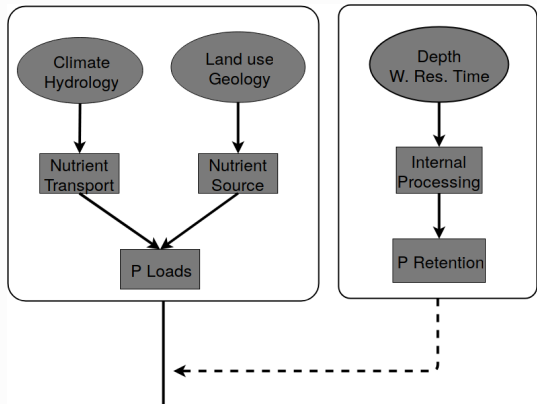 Climate
Hydrology
Land use
Geology
Nutrient
Transport
Nutrient
Source
P Loads
Depth
W. Res. Time
Internal
Processing
P Retention